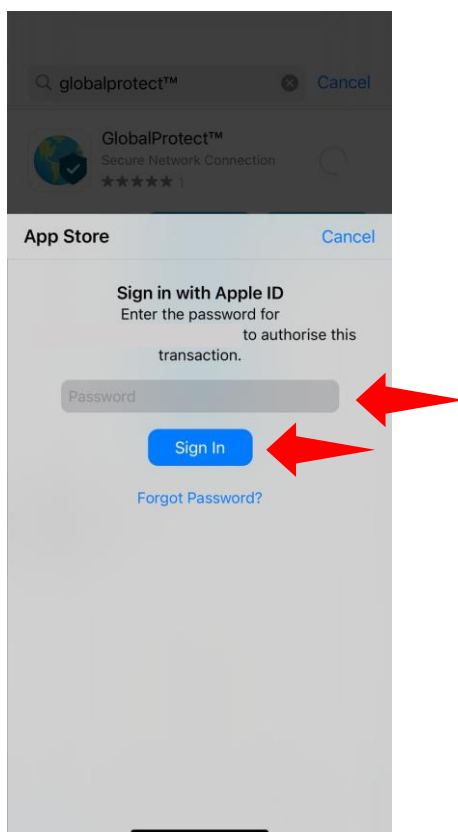 globalprotect™ Cancel
GlobalProtect™
Secure Network Connection
★★★★★ 1
App Store Cancel
Sign in with Apple ID
Enter the password for
to authorise this
transaction.
Password
Sign In
Forgot Password?